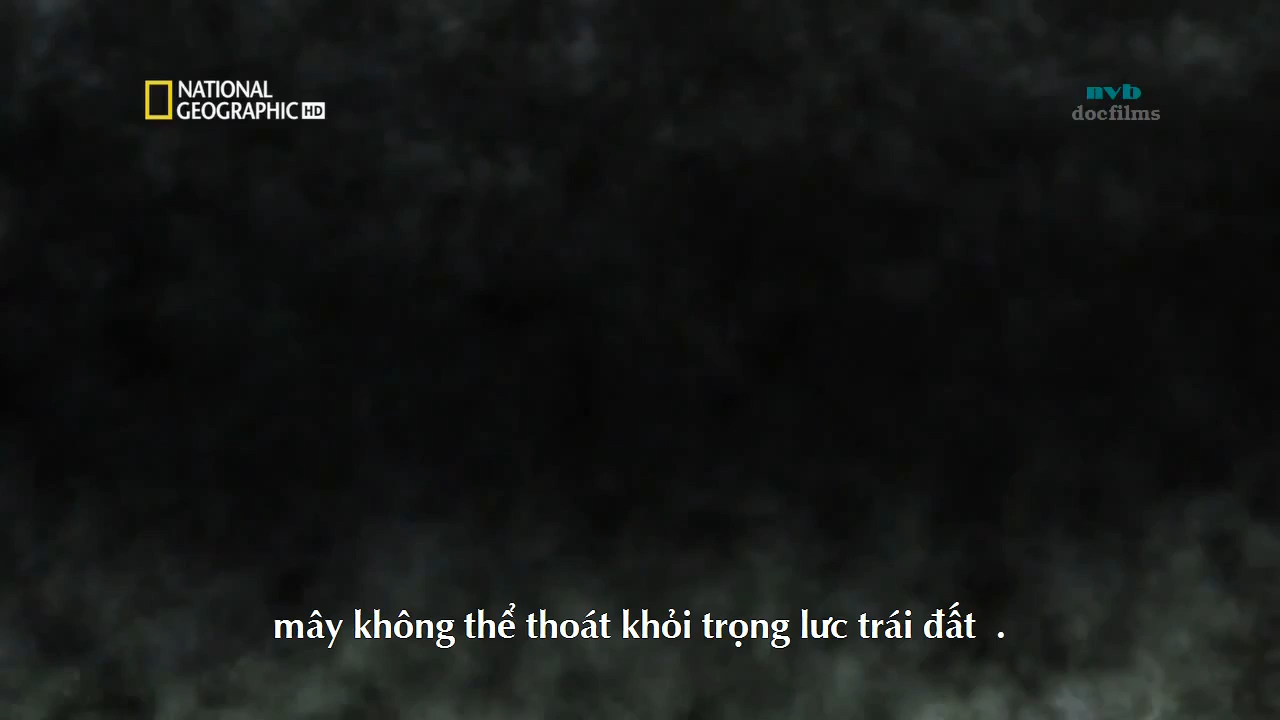 NATIONAL
GEOGRAPHIC HD
nvb
docfilms
mây không thể thoát khỏi trọng lưc trái đất .